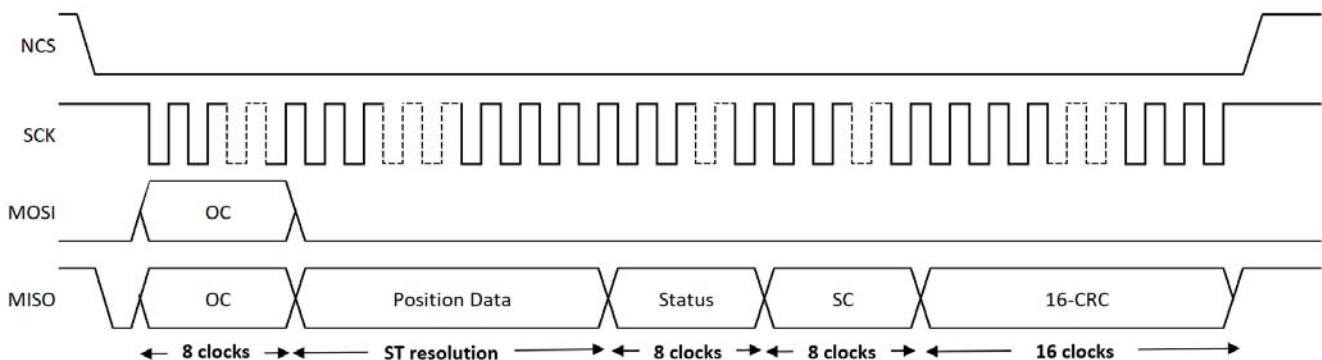 NCS
SCK
MOSI OC
MISO OC Position Data Status SC 16-CRC
8 clocks ST resolution 8 clocks 8 clocks 16 clocks